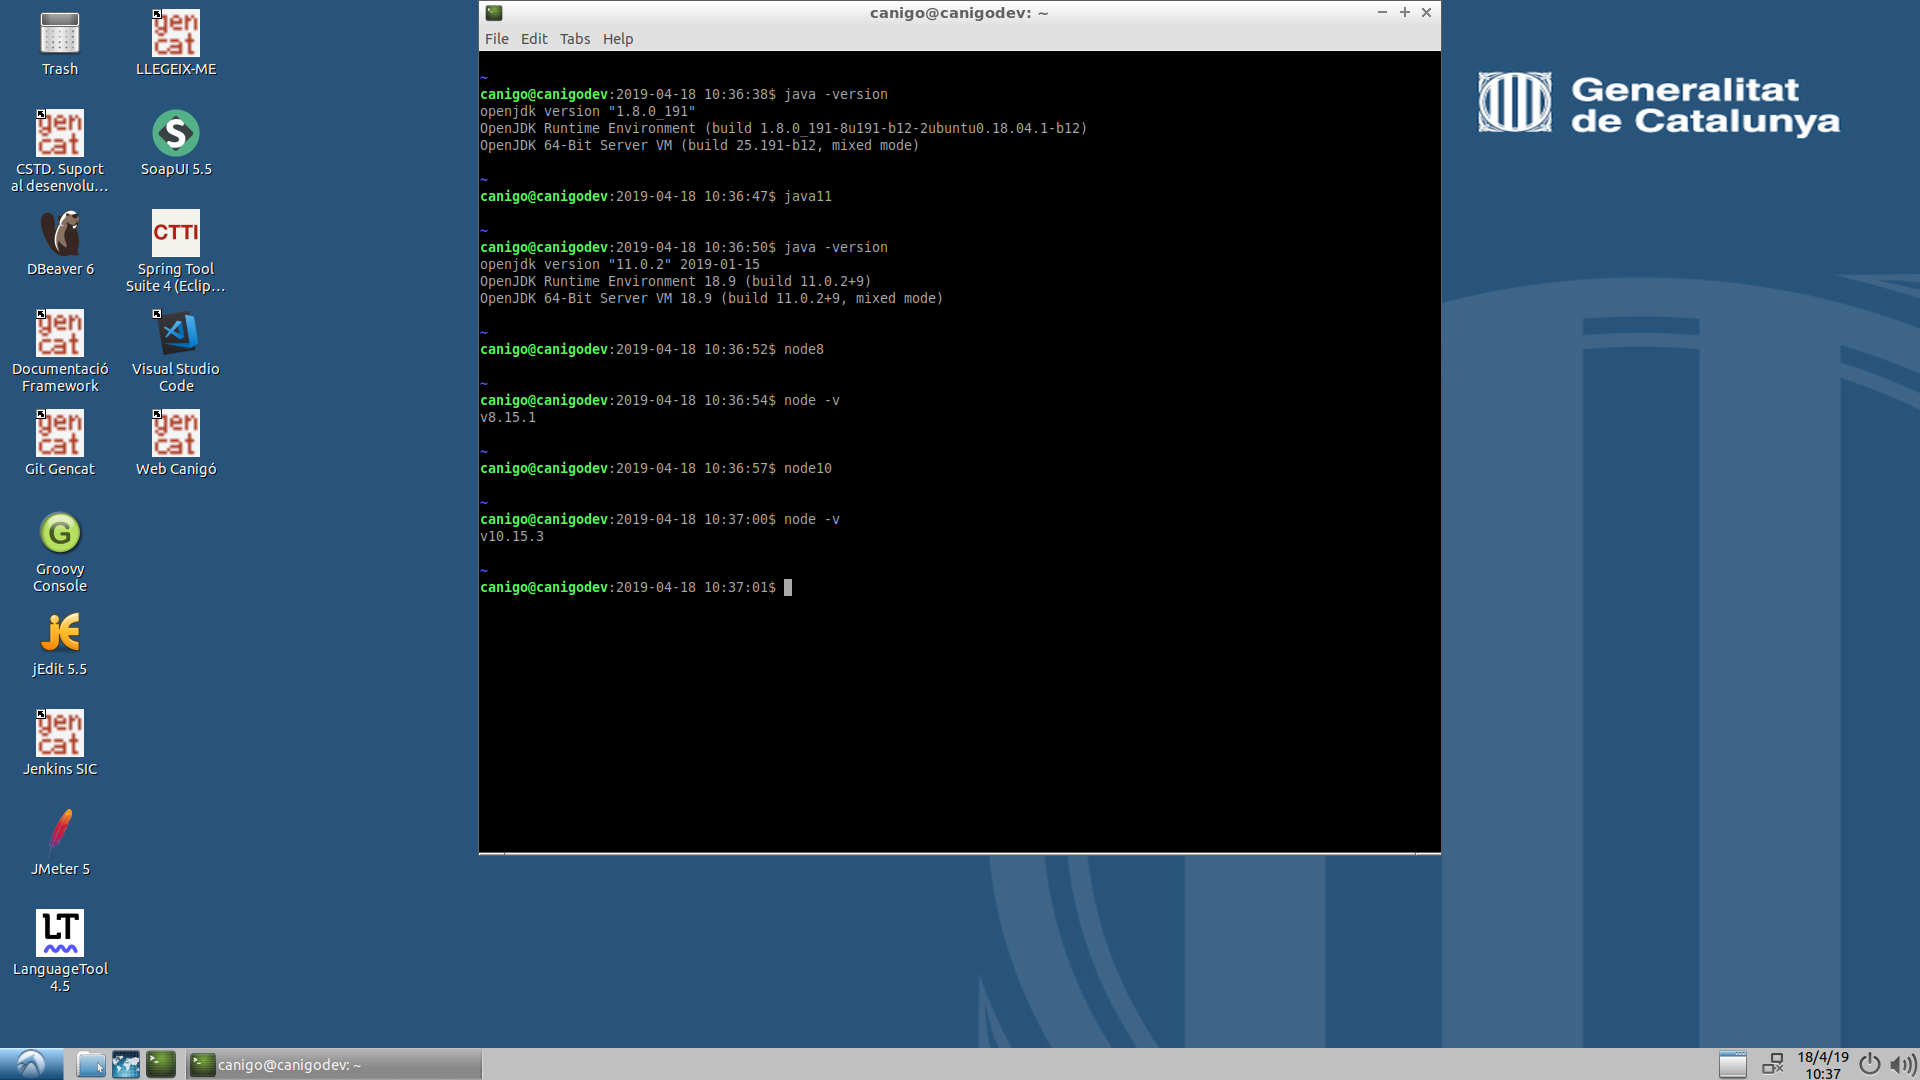 Trash
LLEGEIX-ME
gen
cat
gen
cat
CSTD. Suport
al desenvolu...
SoapUI 5.5
S
DBeaver 6
CTTI
Spring Tool
Suite 4 (Eclip...
gen
cat
Documentació
Framework
Visual Studio
Code
gen
cat
Git Gencat
gen
cat
Web Canigó
G
Groovy
Console
jE
jEdit 5.5
gen
cat
Jenkins SIC
JMeter 5
LT
LanguageTool
4.5
canigo@canigodev: ~
File Edit Tabs Help
~
canigo@canigodev:2019-04-18 10:36:38$ java -version
openjdk version "1.8.0_191"
OpenJDK Runtime Environment (build 1.8.0_191-8u191-b12-2ubuntu0.18.04.1-b12)
OpenJDK 64-Bit Server VM (build 25.191-b12, mixed mode)
~
canigo@canigodev:2019-04-18 10:36:47$ java11
~
canigo@canigodev:2019-04-18 10:36:50$ java -version
openjdk version "11.0.2" 2019-01-15
OpenJDK Runtime Environment 18.9 (build 11.0.2+9)
OpenJDK 64-Bit Server VM 18.9 (build 11.0.2+9, mixed mode)
~
canigo@canigodev:2019-04-18 10:36:52$ node8
~
canigo@canigodev:2019-04-18 10:36:54$ node -v
v8.15.1
~
canigo@canigodev:2019-04-18 10:36:57$ node10
~
canigo@canigodev:2019-04-18 10:37:00$ node -v
v10.15.3
~
canigo@canigodev:2019-04-18 10:37:01$
Generalitat
de Catalunya
canigo@canigodev: ~
18/4/19
10:37